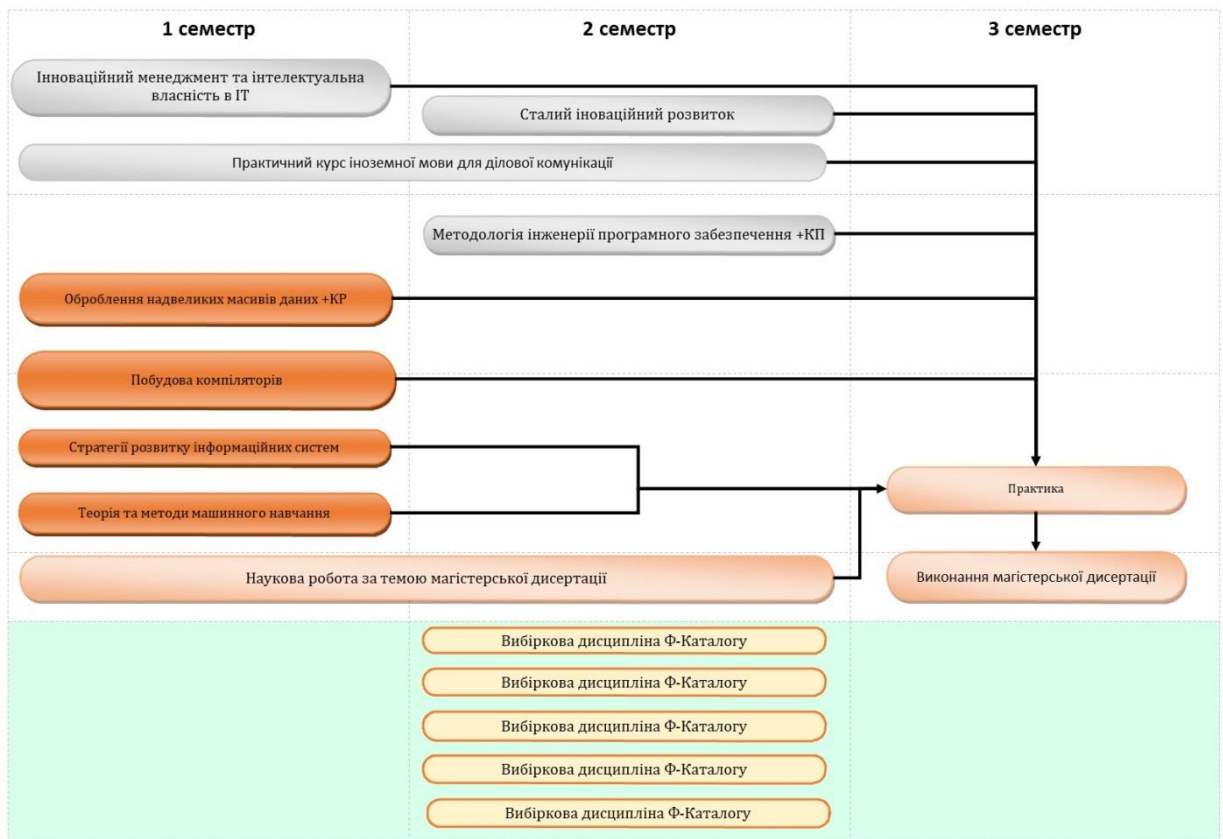 1 семестр
2 семестр
3 семестр
Інноваційний менеджмент та інтелектуальна
власність в ІТ
Сталий іноваційний розвиток
Практичний курс іноземної мови для ділової комунікації
Методологія інженерії програмного забезпечення +КП
Оброблення надвеликих масивів даних +КР
Побудова компіляторів
Стратегії розвитку інформаційних систем
Практика
Теорія та методи машинного навчання
Наукова робота за темою магістерської дисертації
Виконання магістерської дисертації
Вибіркова дисципліна Ф-Каталогу
Вибіркова дисципліна Ф-Каталогу
Вибіркова дисципліна Ф-Каталогу
Вибіркова дисципліна Ф-Каталогу
Вибіркова дисципліна Ф-Каталогу